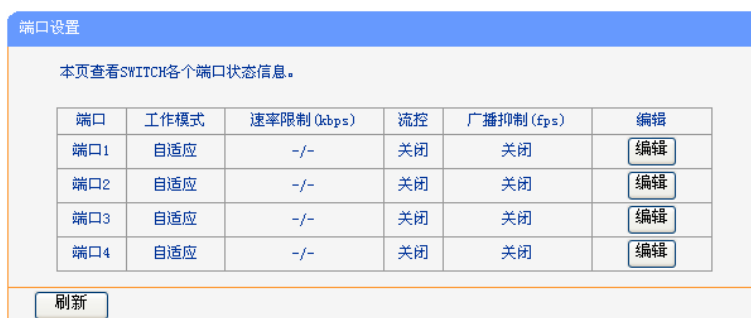 端口设置
本页查看SWITCH各个端口状态信息。
端口 工作模式 速率限制(kbps) 流控 广播抑制(fps) 编辑
端口1 自适应 -/- 关闭 关闭 编辑
端口2 自适应 -/- 关闭 关闭 编辑
端口3 自适应 -/- 关闭 关闭 编辑
端口4 自适应 -/- 关闭 关闭 编辑
刷新